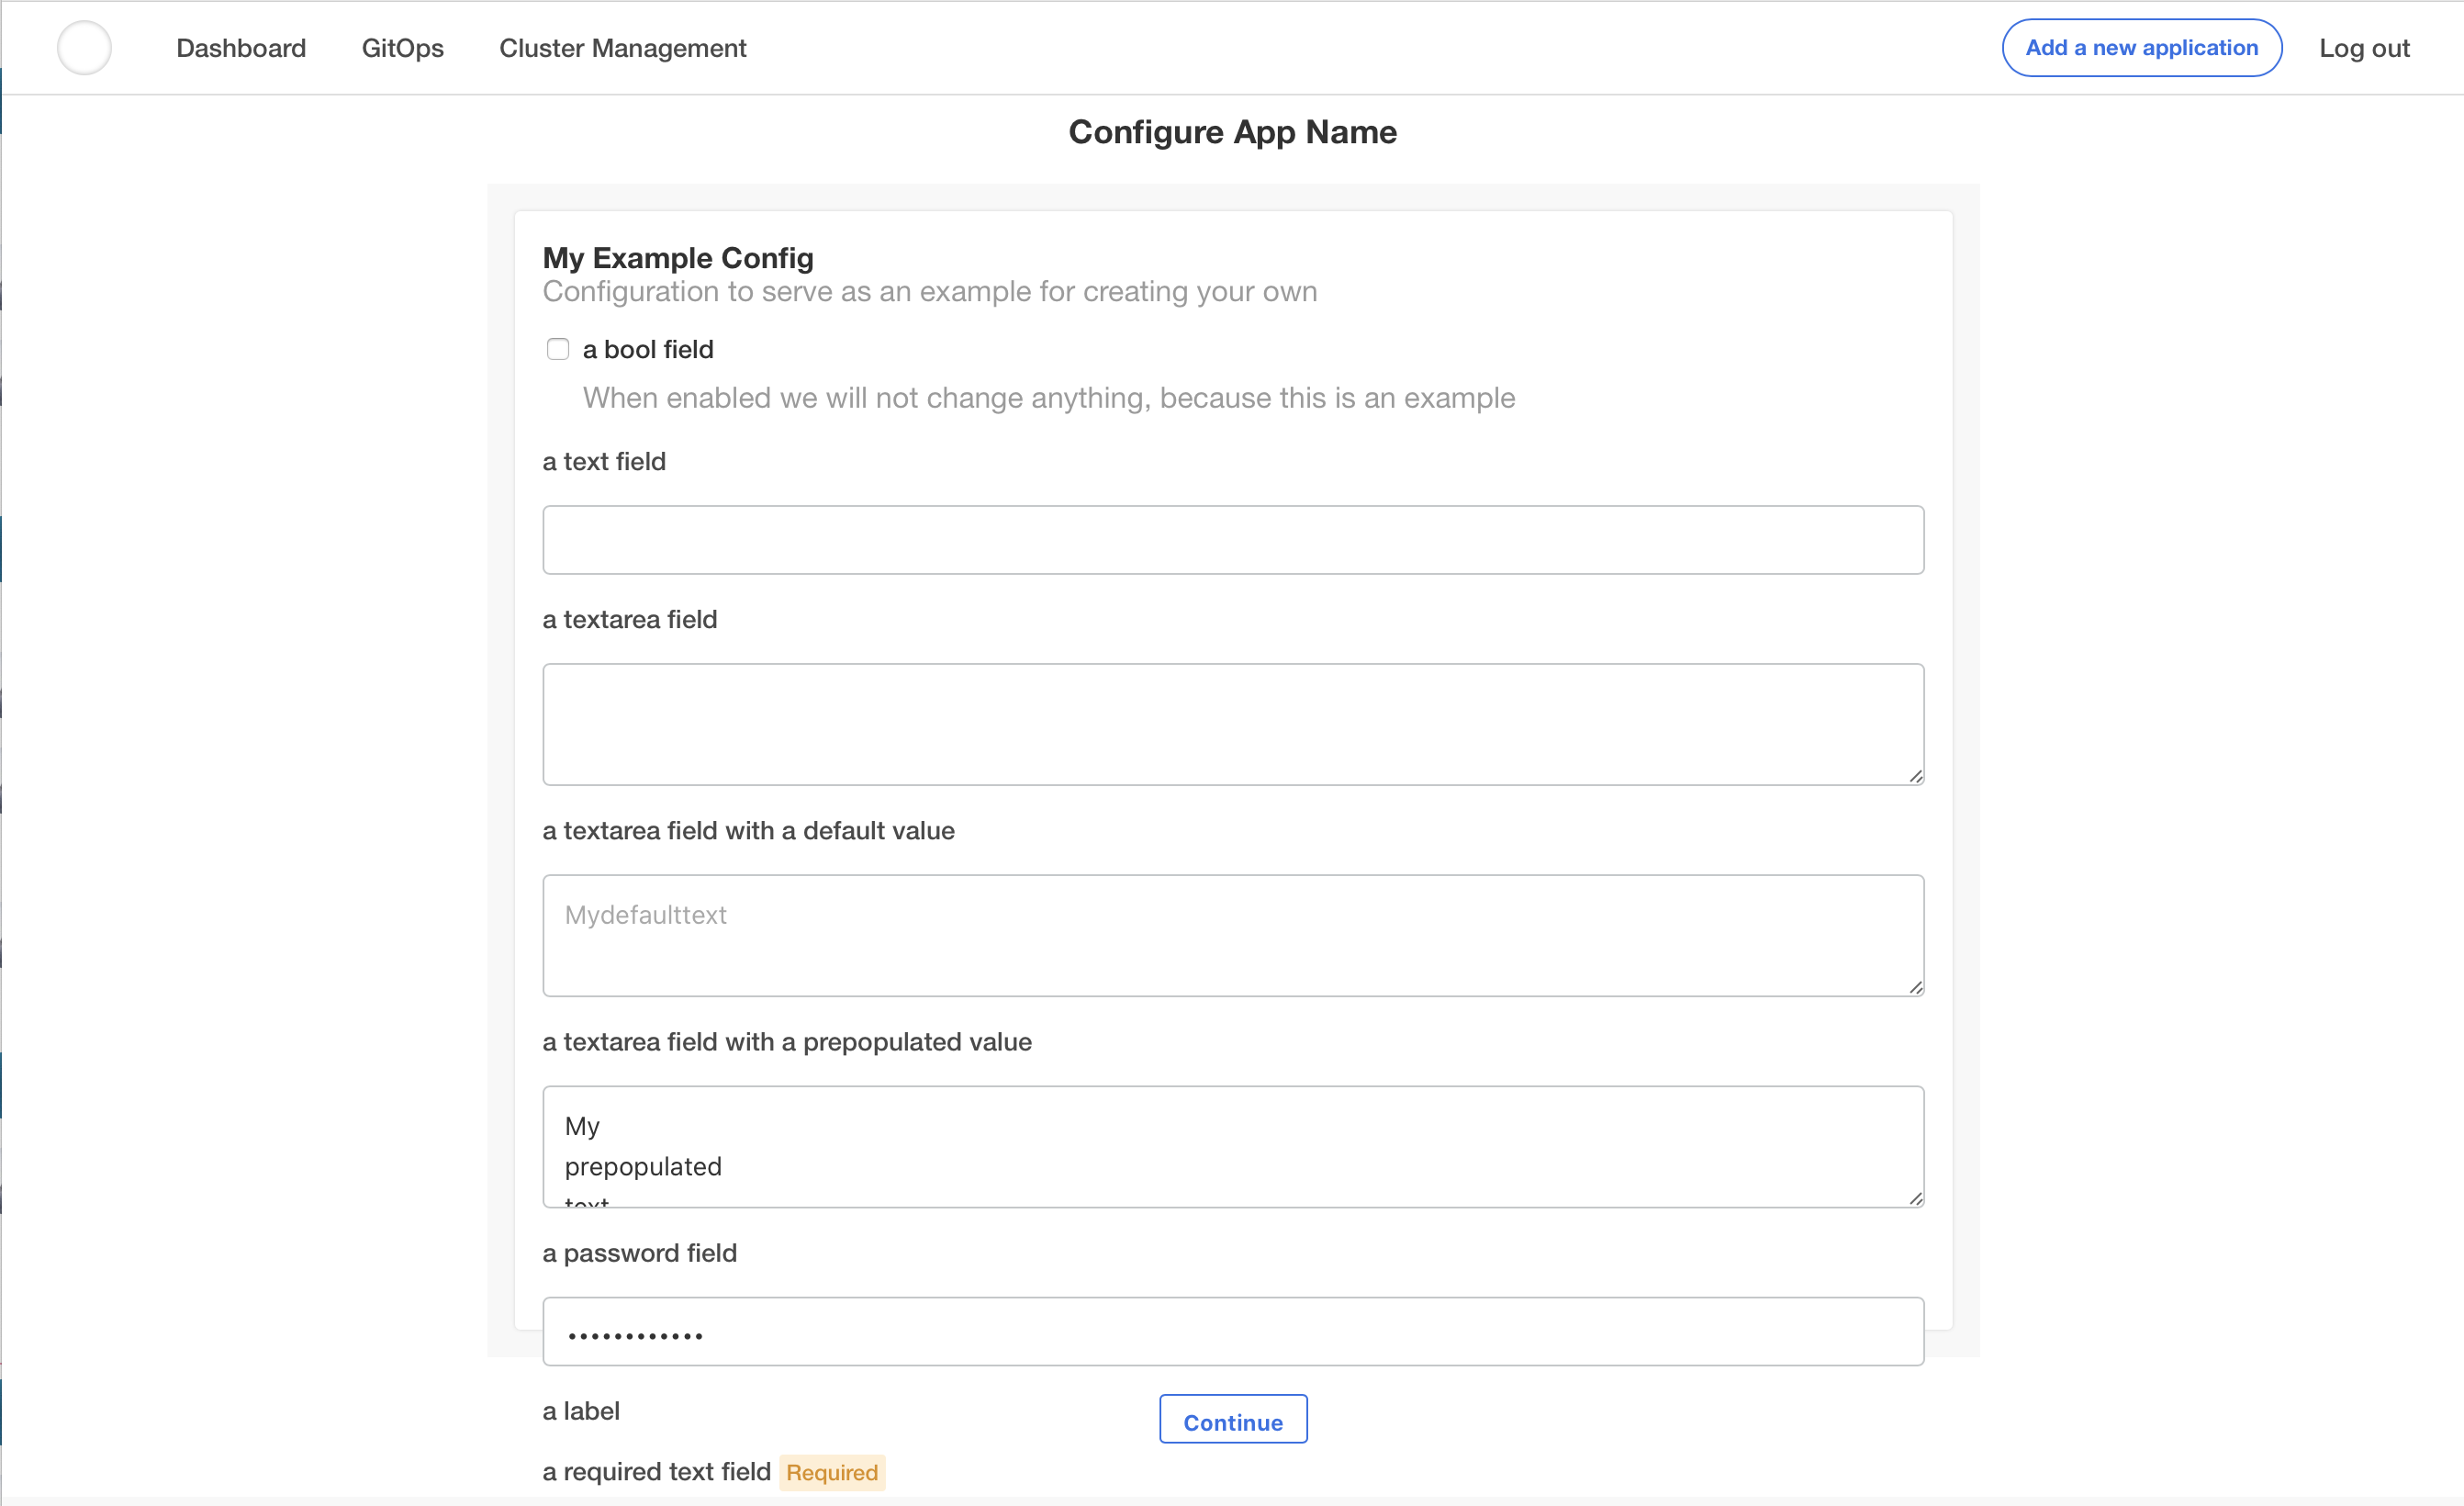 Dashboard GitOps Cluster Management Add a new application Log out
Configure App Name
My Example Config
Configuration to serve as an example for creating your own
a bool field
When enabled we will not change anything, because this is an example
a text field
a textarea field
a textarea field with a default value
Mydefaulttext
a textarea field with a prepopulated value
My
prepopulated
text
a password field
••••••••••••
a label
Continue
a required text field Required